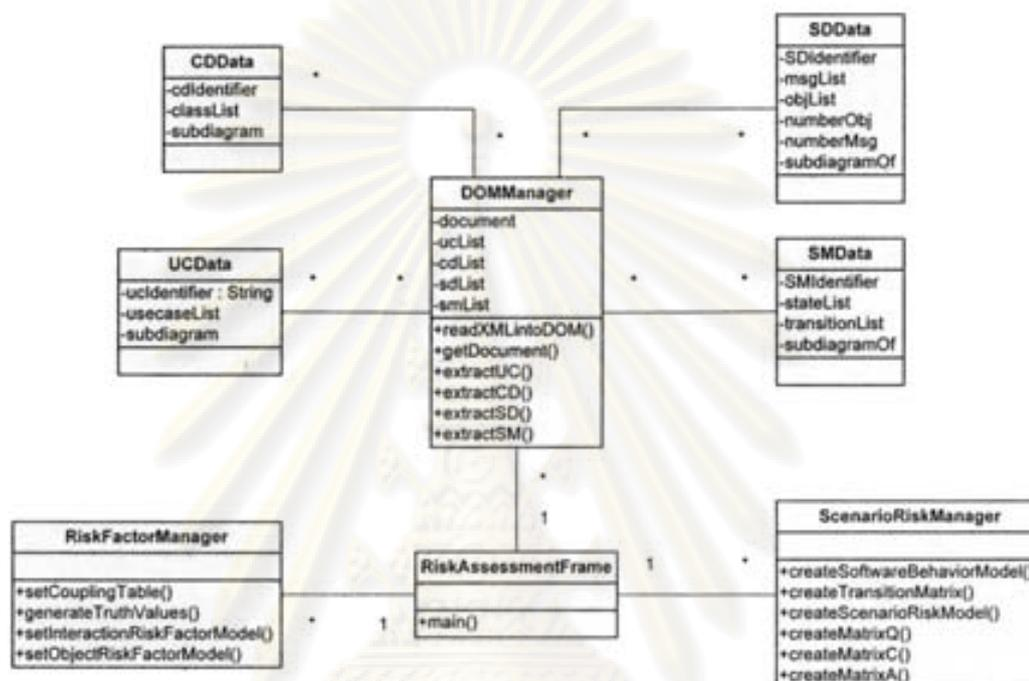 CDData
-cdIdentifier
-classList
-subdiagram
*
*
SDData
-SDIdentifier
-msgList
-objList
-numberObj
-numberMsg
-subdiagramOf
*
*
DOMManager
-document
-ucList
-cdList
-sdList
-smList
+readXMLintoDOM()
+getDocument()
+extractUC()
+extractCD()
+extractSD()
+extractSM()
UCData
-ucIdentifier : String
-usecaseList
-subdiagram
*
*
SMData
-SMIdentifier
-stateList
-transitionList
-subdiagramOf
*
*
*
1
RiskFactorManager
+setCouplingTable()
+generateTruthValues()
+setInteractionRiskFactorModel()
+setObjectRiskFactorModel()
*
1
RiskAssessmentFrame
+main()
1
*
ScenarioRiskManager
+createSoftwareBehaviorModel()
+createTransitionMatrix()
+createScenarioRiskModel()
+createMatrixQ()
+createMatrixC()
+createMatrixA()